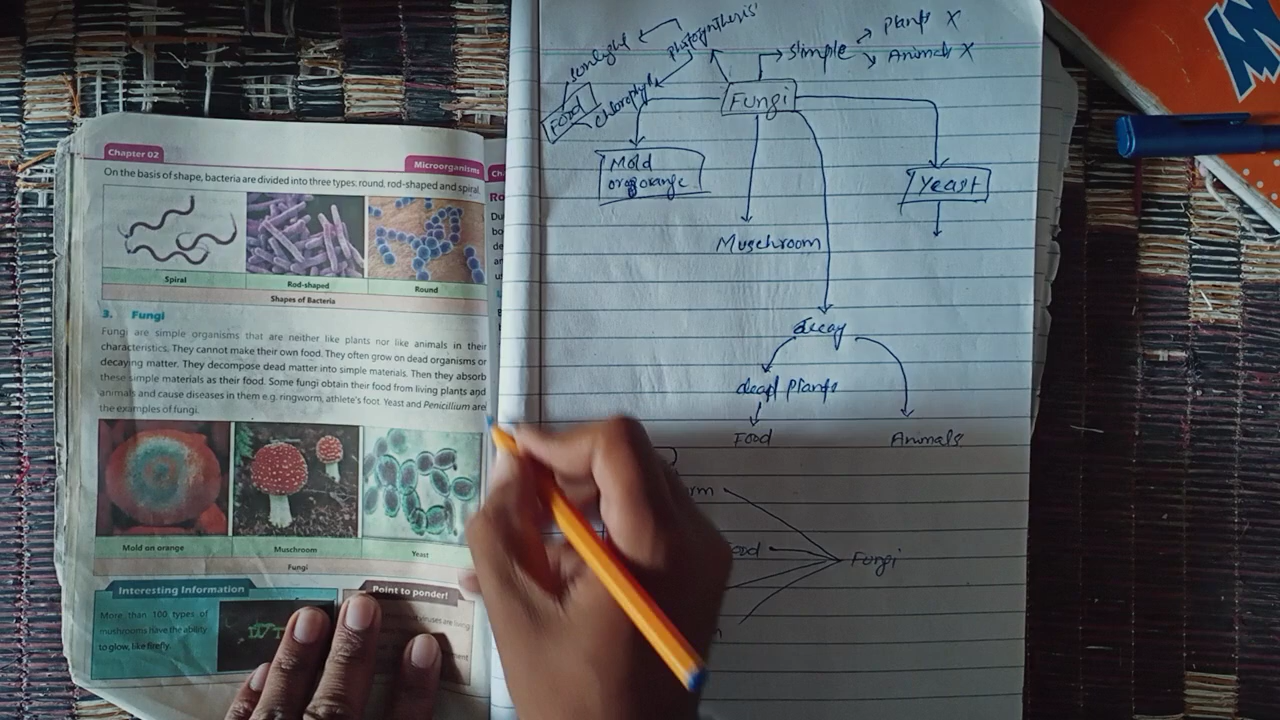 Chapter 02
Microorganisms
On the basis of shape, bacteria are divided into three types: round, rod-shaped and spiral.
Spiral
Rod-shaped
Round
Shapes of Bacteria
3. Fungi
Fungi are simple organisms that are neither like plants nor like animals in their
characteristics. They cannot make their own food. They often grow on dead organisms or
decaying matter. They decompose dead matter into simple materials. Then they absorb
these simple materials as their food. Some fungi obtain their food from living plants and
animals and cause diseases in them e.g. ringworm, athlete's foot. Yeast and Penicillium are
the examples of fungi.
Mold on orange
Muschroom
Yeast
Fungi
Interesting Information
More than 100 types of
mushrooms have the ability
to glow, like firefly.
Point to ponder!
viruses are living
photosynthesis
sunlight
Food
simple
plants X
Animals X
Fungi
Mold
orange
Muschroom
Yeast
decay
dead plants
Food
Animals
Fungi